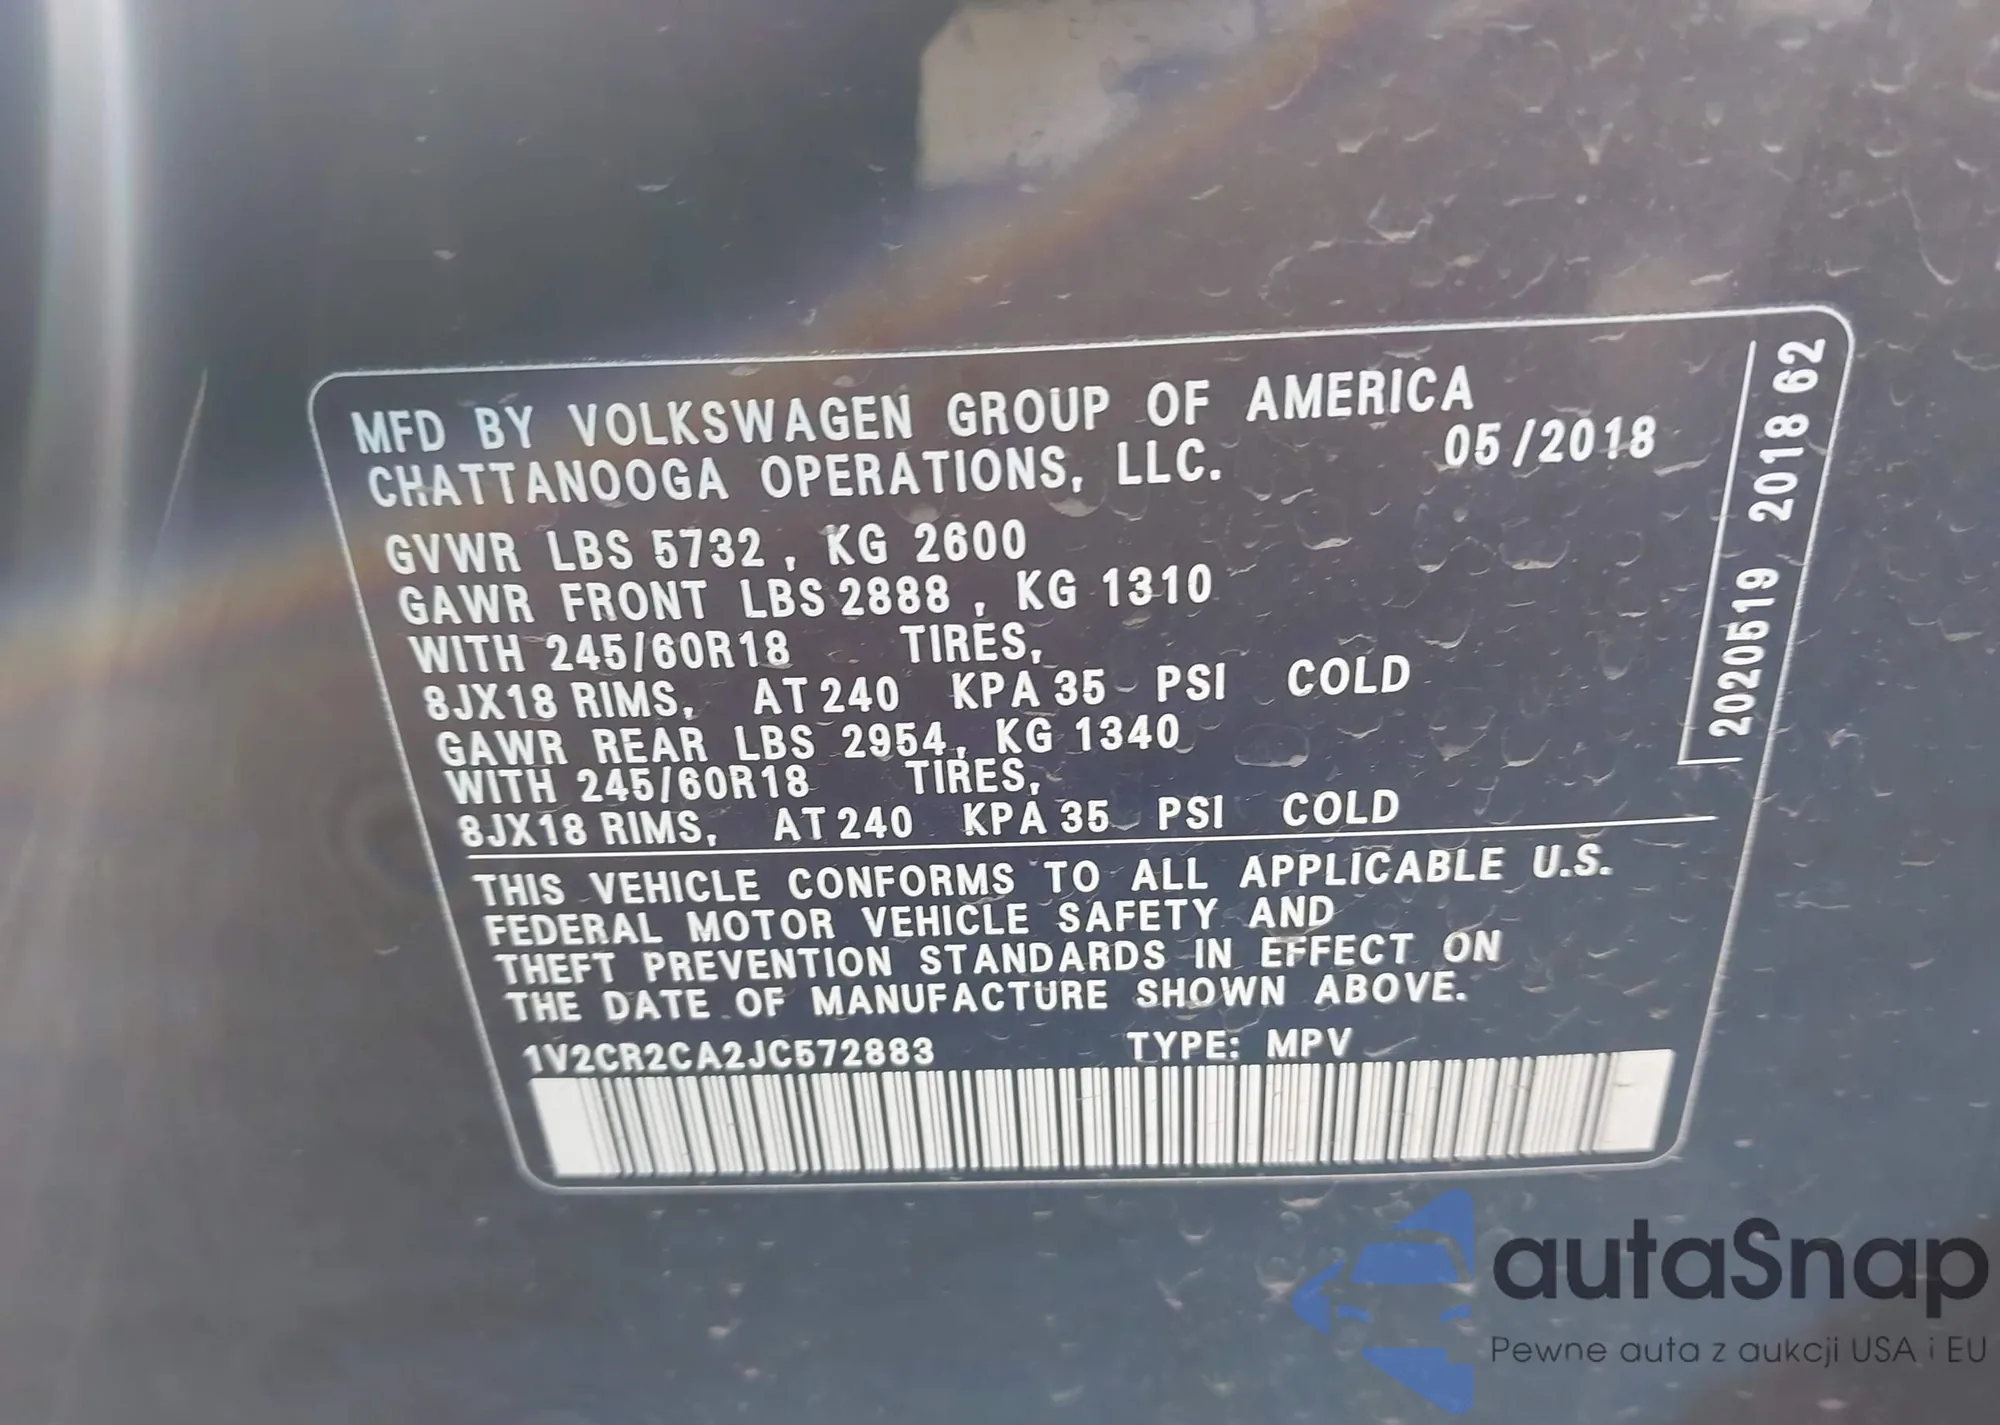 MFD BY VOLKSWAGEN GROUP OF AMERICA
CHATTANOOGA OPERATIONS, LLC. 05/2018
GVWR LBS 5732 , KG 2600
GAWR FRONT LBS 2888 , KG 1310
WITH 245/60R18 TIRES,
8JX18 RIMS, AT 240 KPA 35 PSI COLD
GAWR REAR LBS 2954, KG 1340
WITH 245/60R18 TIRES,
8JX18 RIMS, AT 240 KPA 35 PSI COLD
THIS VEHICLE CONFORMS TO ALL APPLICABLE U.S.
FEDERAL MOTOR VEHICLE SAFETY AND
THEFT PREVENTION STANDARDS IN EFFECT ON
THE DATE OF MANUFACTURE SHOWN ABOVE.
1V2CR2CA2JC572883 TYPE: MPV
2020519 2018 62
autaSnap
Pewne auta z aukcji USA i EU